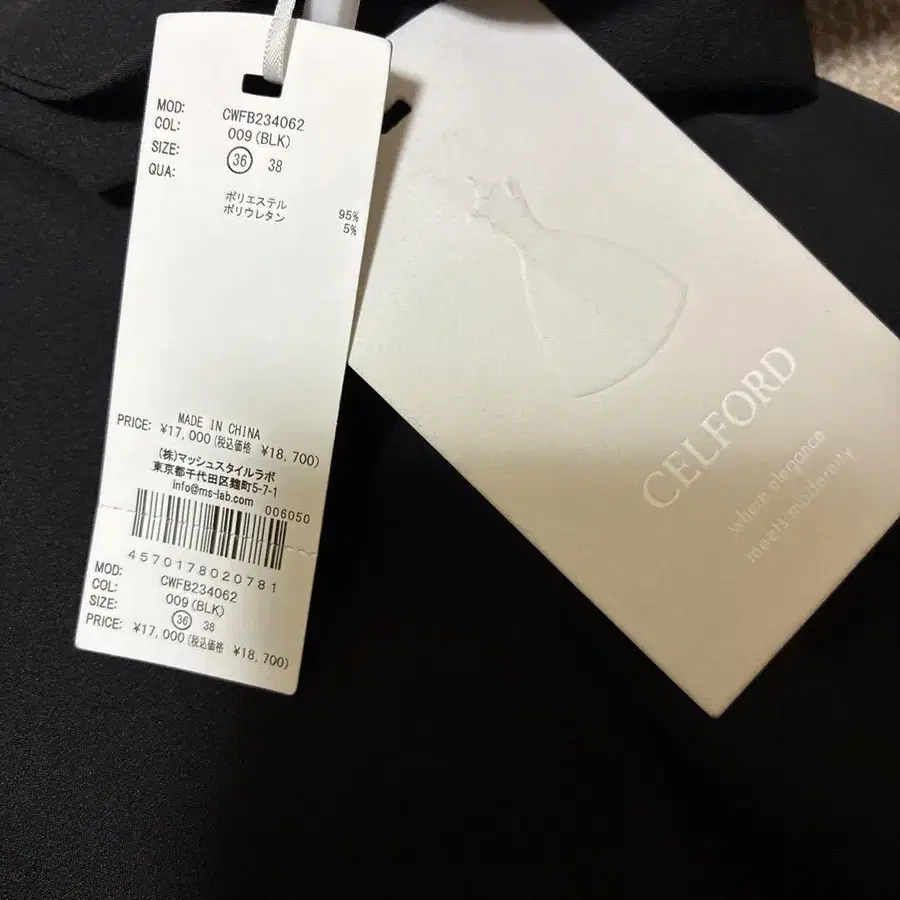 MOD: CWFB234062
COL: 009(BLK)
SIZE: 36 38
QUA:
ポリエステル 95%
ポリウレタン 5%
MADE IN CHINA
PRICE: ¥17,000(税込価格 ¥18,700)
(株)マッシュスタイルラボ
東京都千代田区麹町5-7-1
info@ms-lab.com
006050
4570178020781
MOD: CWFB234062
COL: 009(BLK)
SIZE: 36 38
PRICE: ¥17,000(税込価格 ¥18,700)
CELFORD
where elegance
meets modernity